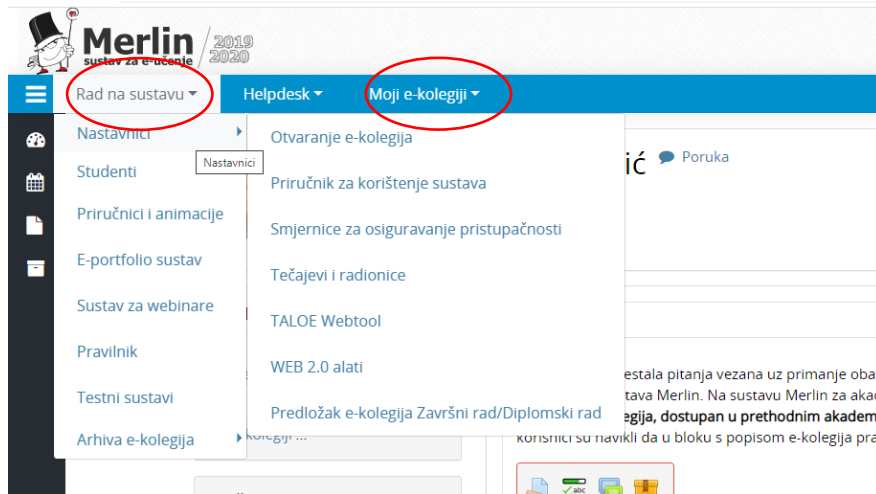 Merlin 2019
sustav za e-učenje 2020
Rad na sustavu Helpdesk Moji e-kolegiji
Nastavnici
Nastavnici
Studenti
Priručnici i animacije
E-portfolio sustav
Sustav za webinare
Pravilnik
Testni sustavi
Arhiva e-kolegija
Otvaranje e-kolegija
Priručnik za korištenje sustava
Smjernice za osiguravanje pristupačnosti
Tečajevi i radionice
TALOE Webtool
WEB 2.0 alati
Predložak e-kolegija Završni rad/Diplomski rad
ić Poruka
estala pitanja vezana uz primanje oba
tava Merlin. Na sustavu Merlin za aka
egija, dostupan u prethodnim akadem
korisnici su navikli da u bloku s popisom e-kolegija pra
abc